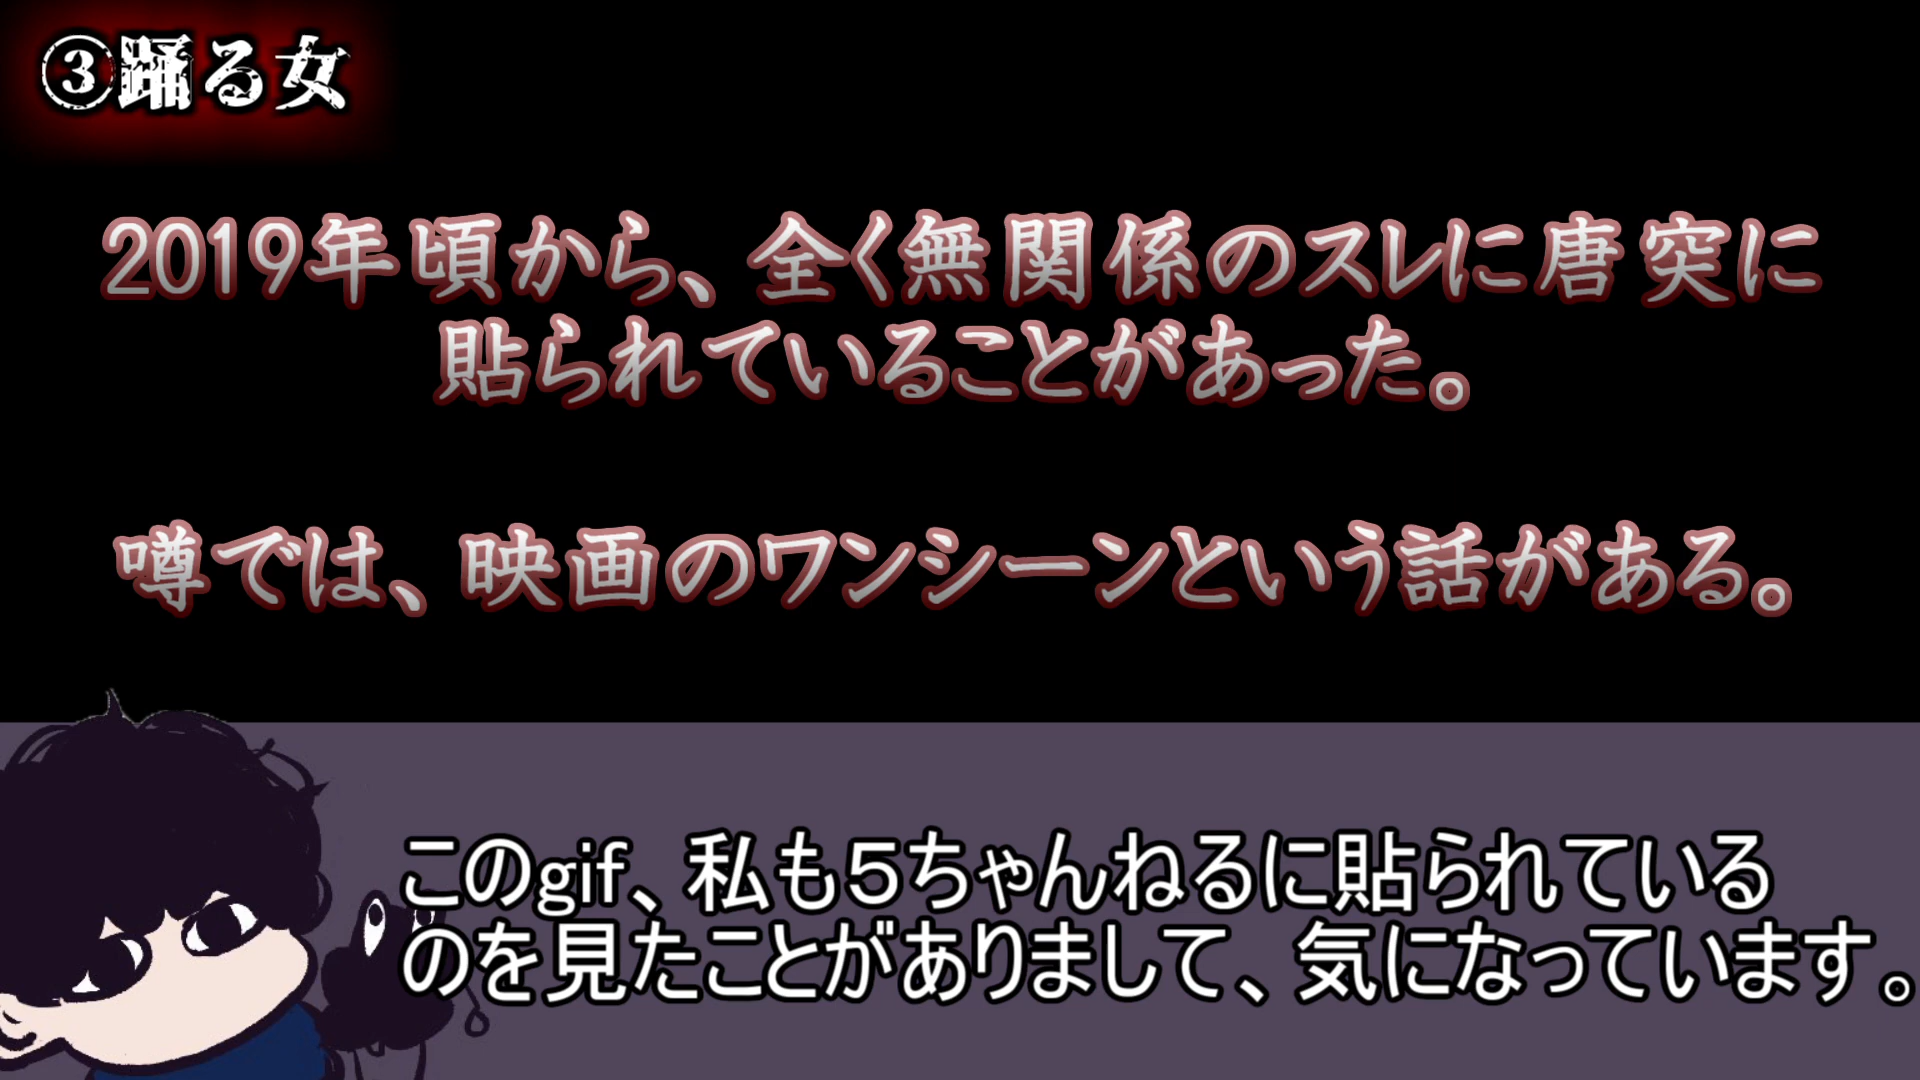 ③踊る女
2019年頃から、全く無関係のスレに唐突に
貼られていることがあった。
噂では、映画のワンシーンという話がある。
このgif、私も５ちゃんねるに貼られている
のを見たことがありまして、気になっています。